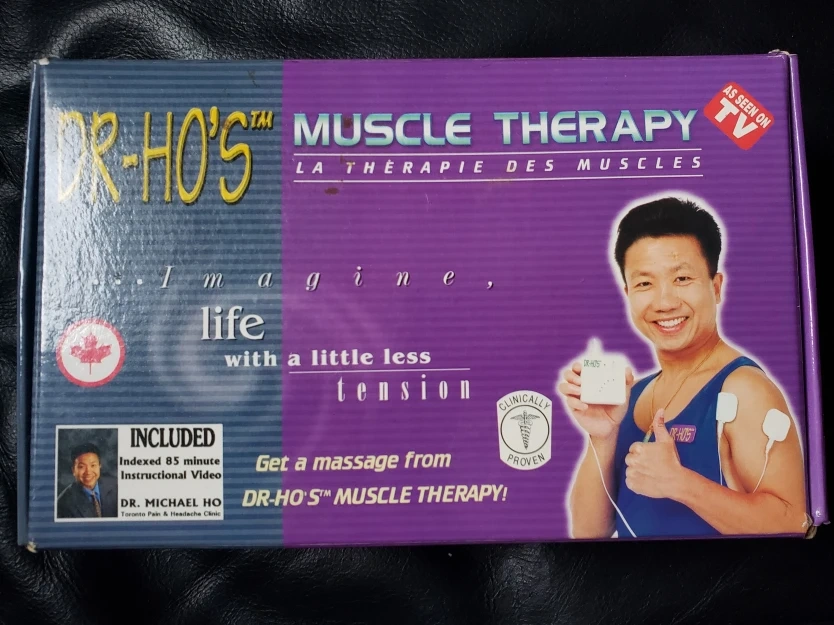 DR-HO'S™
MUSCLE THERAPY
LA THÉRAPIE DES MUSCLES
AS SEEN ON
TV
...Imagine,
life
with a little less
tension
CLINICALLY
PROVEN
DR-HO'S
DR-HO'S
INCLUDED
Indexed 85 minute
Instructional Video
DR. MICHAEL HO
Toronto Pain & Headache Clinic
Get a massage from
DR-HO'S™ MUSCLE THERAPY!